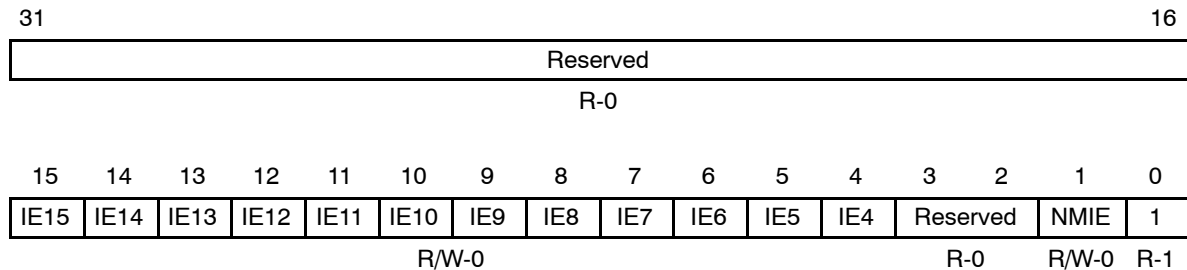 31 16
Reserved
R-0
15 14 13 12 11 10 9 8 7 6 5 4 3 2 1 0
IE15 IE14 IE13 IE12 IE11 IE10 IE9 IE8 IE7 IE6 IE5 IE4 Reserved NMIE 1
R/W-0 R-0 R/W-0 R-1